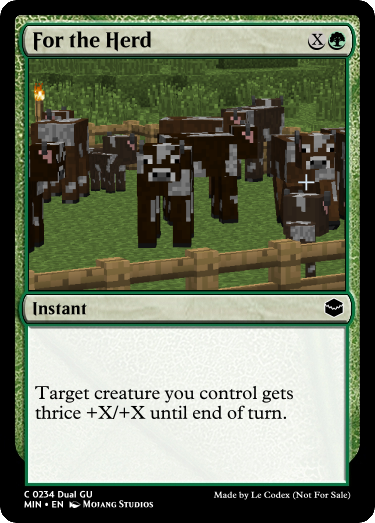 For the Herd X
Instant
Target creature you control gets
thrice +X/+X until end of turn.
C 0234 Dual GU
MIN • EN Mojang Studios
Made by Le Codex (Not For Sale)